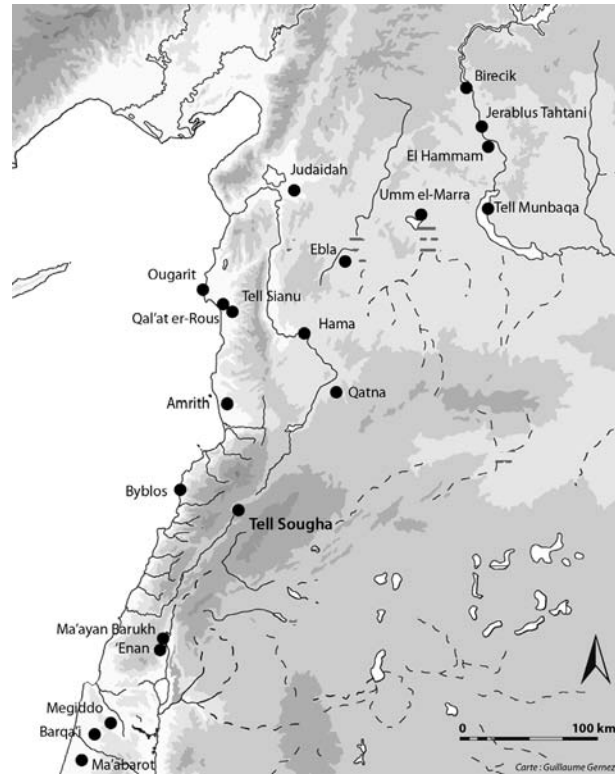 Birecik
Jerablus Tahtani
El Hammam
Judaidah
Umm el-Marra
Tell Munbaqa
Ebla
Ougarit
Tell Sianu
Qal'at er-Rous
Hama
Qatna
Amrith
Byblos
Tell Sougha
Ma'ayan Barukh
'Enan
Megiddo
Barqa'i
Ma'abarot
0 100 km
Carte : Guillaume Gernez